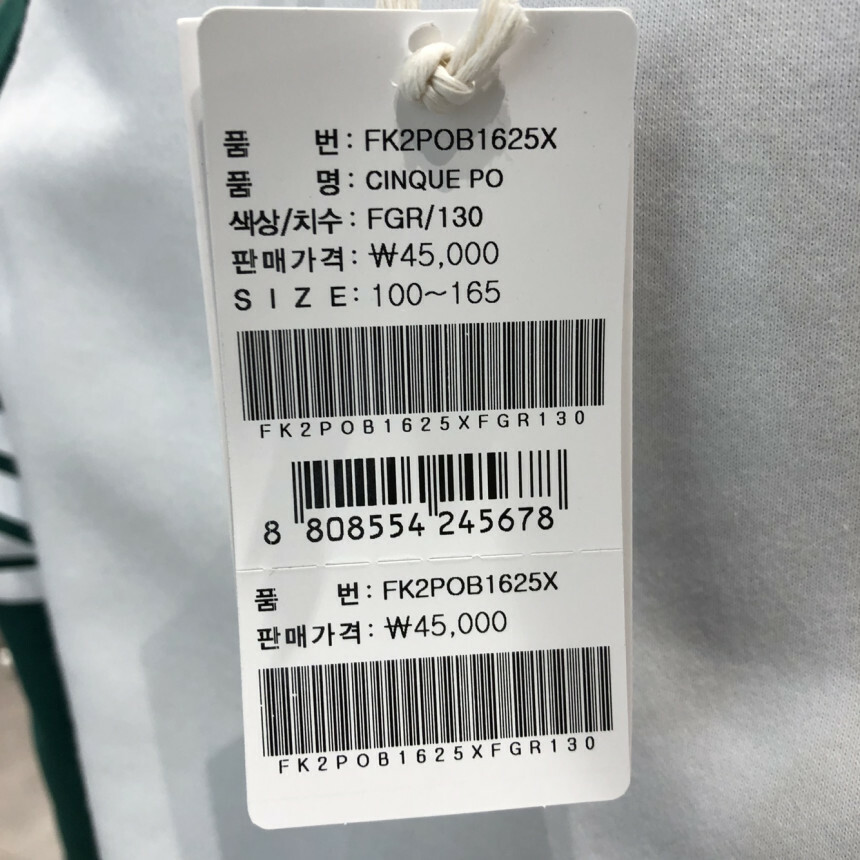 품 번: FK2POB1625X
품 명: CINQUE PO
색상/치수: FGR/130
판매가격: ₩45,000
SIZE: 100~165
FK2POB1625XFGR130
8 808554 245678
품 번: FK2POB1625X
판매가격: ₩45,000
FK2POB1625XFGR130